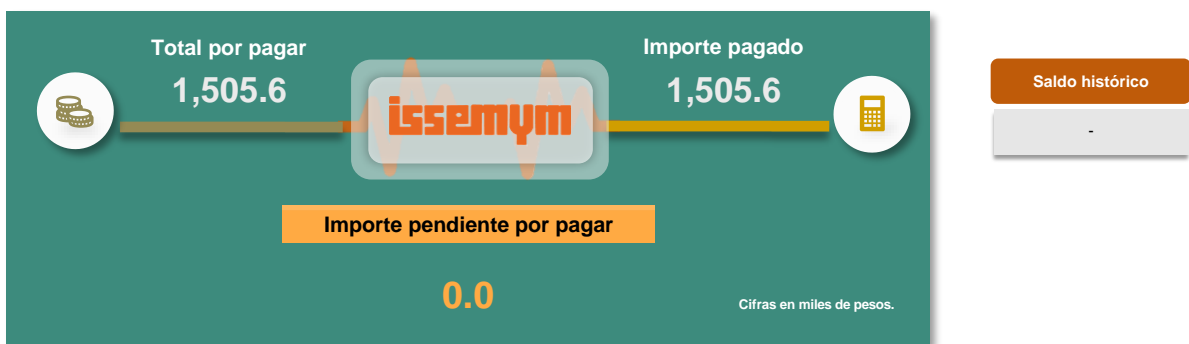 Total por pagar
1,505.6
Importe pagado
1,505.6
issemym
Importe pendiente por pagar
0.0
Cifras en miles de pesos.
Saldo histórico
-